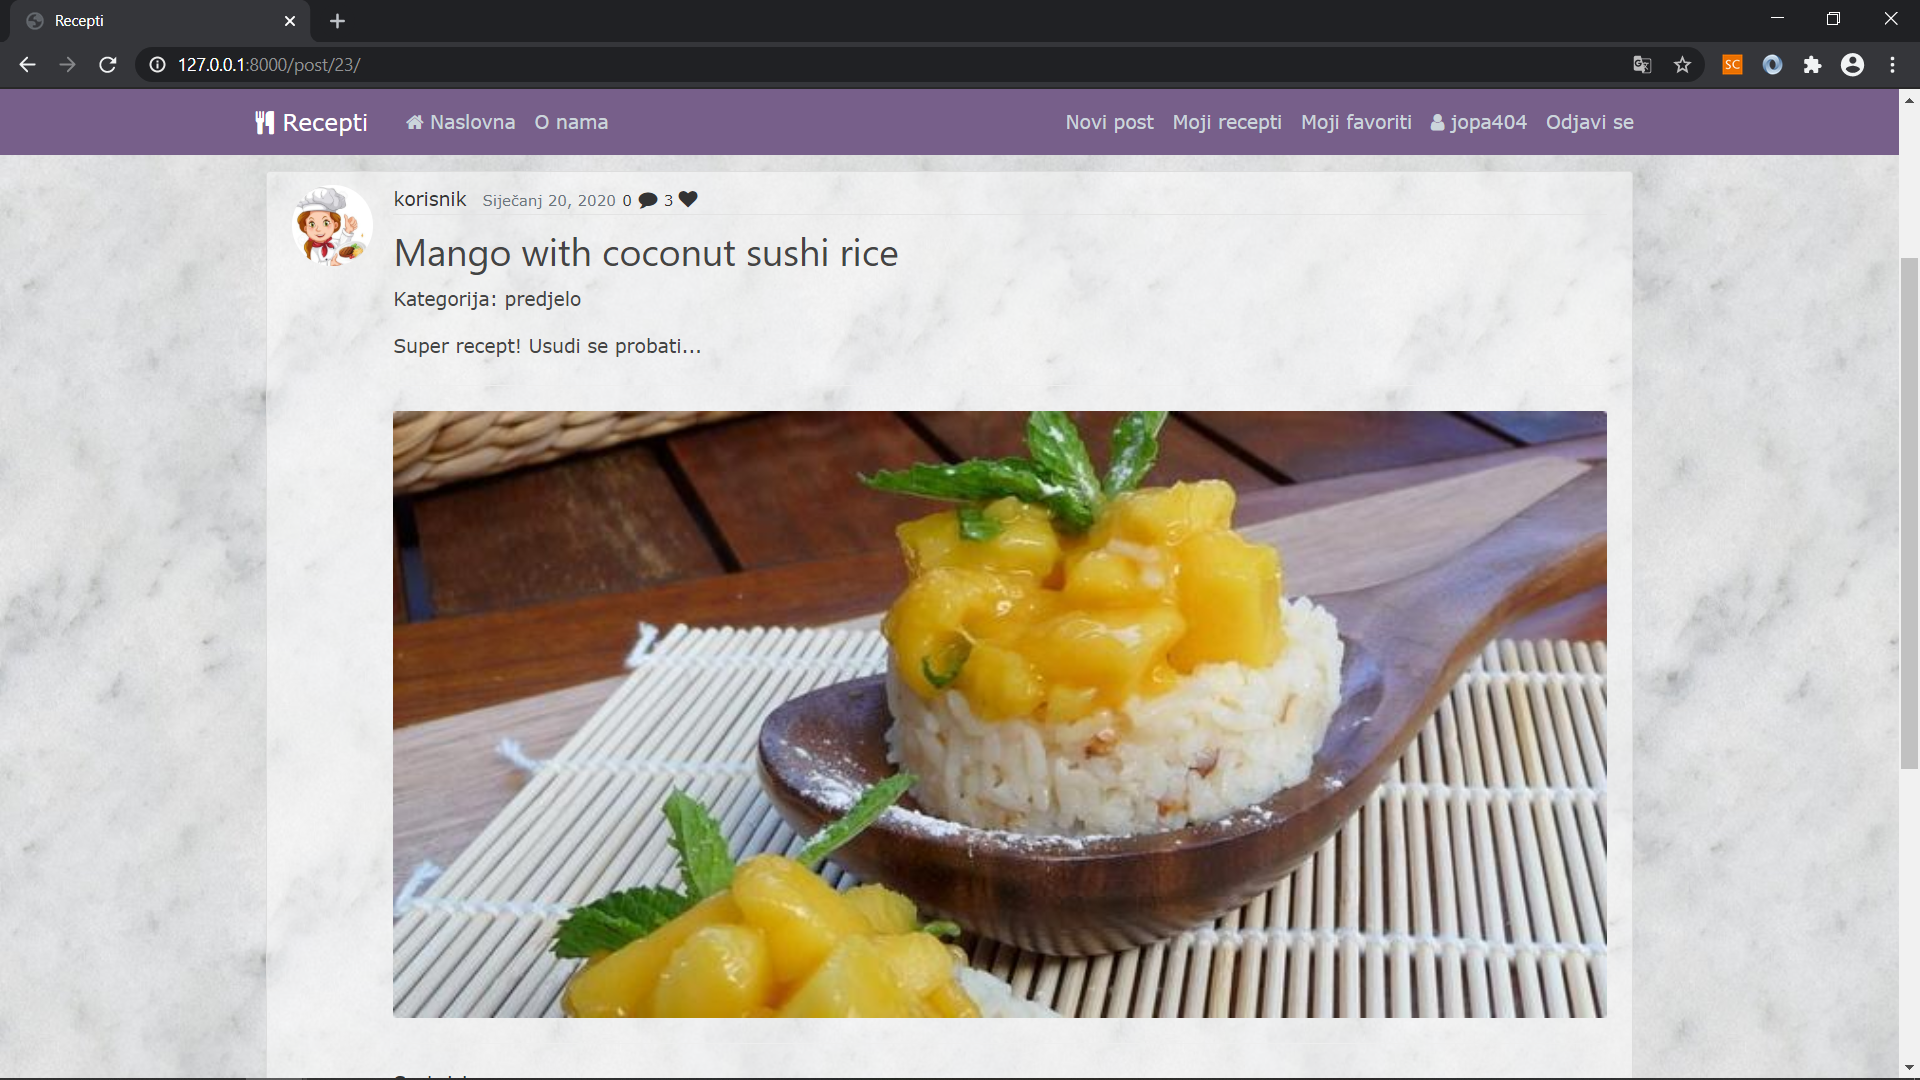 Recepti
127.0.0.1:8000/post/23/
SC
Recepti Naslovna O nama Novi post Moji recepti Moji favoriti jopa404 Odjavi se
korisnik Siječanj 20, 2020 0 3
Mango with coconut sushi rice
Kategorija: predjelo
Super recept! Usudi se probati...